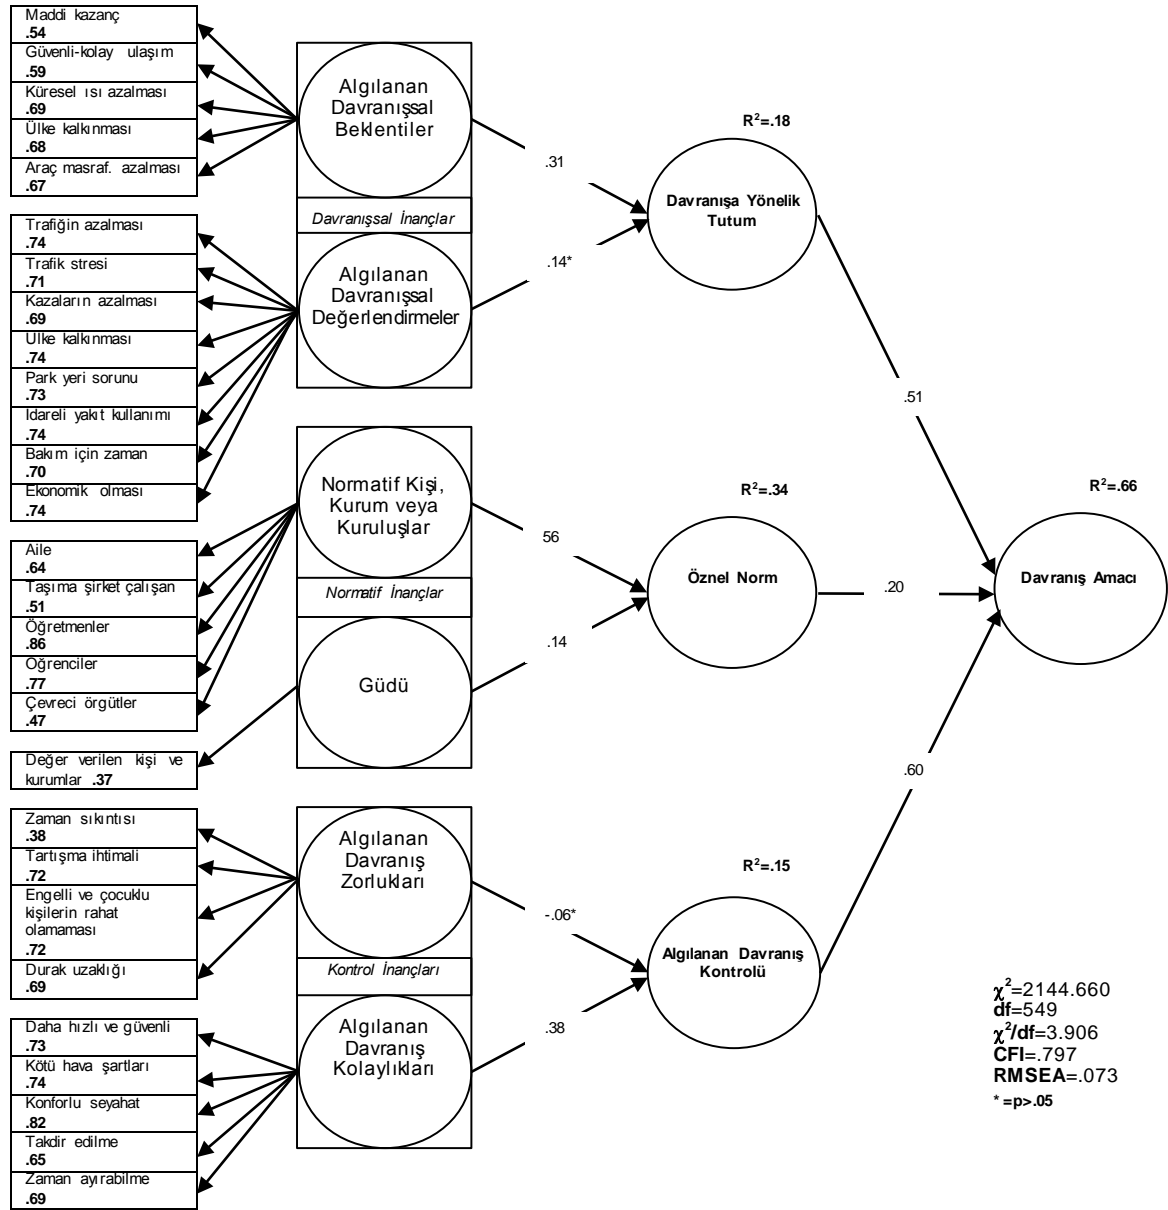 Maddi kazanç
.54
Güvenli-kolay ulaşım
.59
Küresel ısı azalması
.69
Ülke kalkınması
.68
Araç masraf. azalması
.67
Trafiğin azalması
.74
Trafik stresi
.71
Kazaların azalması
.69
Ülke kalkınması
.74
Park yeri sorunu
.73
İdareli yakıt kullanımı
.74
Bakım için zaman
.70
Ekonomik olması
.74
Aile
.64
Taşıma şirket çalışan
.51
Öğretmenler
.86
Öğrenciler
.77
Çevreci örgütler
.47
Değer verilen kişi ve
kurumlar .37
Zaman sıkıntısı
.38
Tartışma ihtimali
.72
Engelli ve çocuklu
kişilerin rahat
olamaması
.72
Durak uzaklığı
.69
Daha hızlı ve güvenli
.73
Kötü hava şartları
.74
Konforlu seyahat
.82
Takdir edilme
.65
Zaman ayırabilme
.69
Algılanan
Davranışsal
Beklentiler
Davranışsal İnançlar
Algılanan
Davranışsal
Değerlendirmeler
Normatif Kişi,
Kurum veya
Kuruluşlar
Normatif İnançlar
Güdü
Algılanan
Davranış
Zorlukları
Kontrol İnançları
Algılanan
Davranış
Kolaylıkları
.31
.14*
56
.14
-.06*
.38
R²=.18
Davranışa Yönelik
Tutum
R²=.34
Öznel Norm
R²=.15
Algılanan Davranış
Kontrolü
.51
.20
.60
R²=.66
Davranış Amacı
χ²=2144.660
df=549
χ²/df=3.906
CFI=.797
RMSEA=.073
*=p>.05